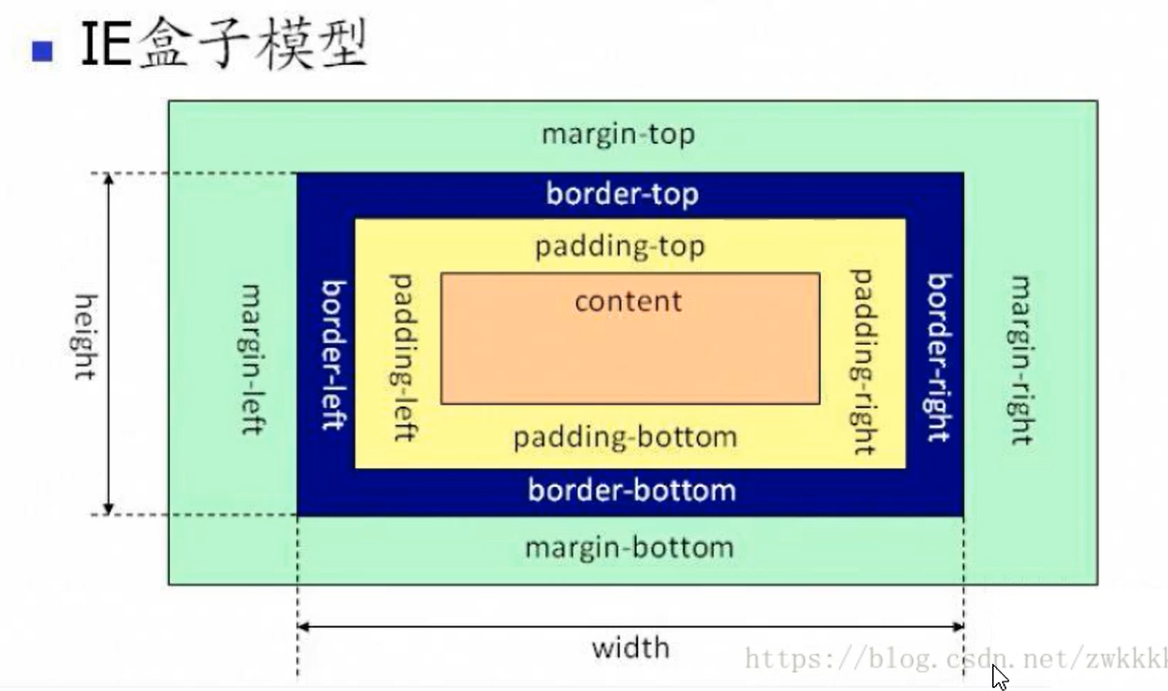 IE盒子模型
margin-top
border-top
padding-top
content
height
margin-left
border-left
padding-left
padding-right
border-right
margin-right
padding-bottom
border-bottom
margin-bottom
width
https://blog.csdn.net/zwkkkk